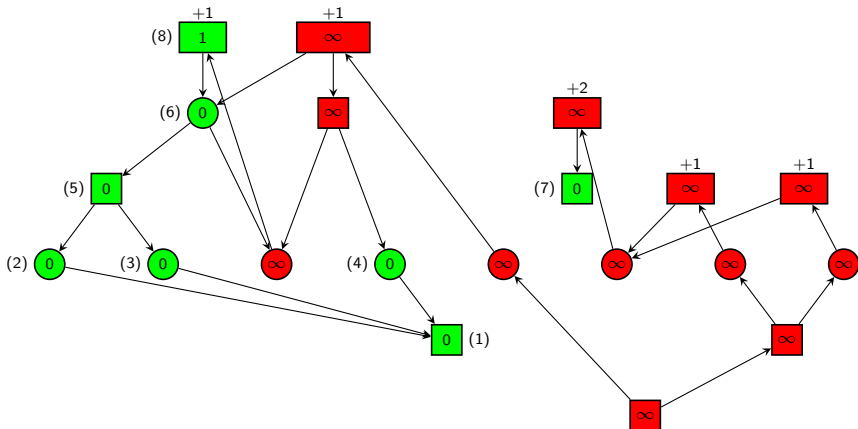 +1 +1
(8) 1 ∞
+2
(6) 0 ∞ ∞
+1 +1
(5) 0 (7) 0 ∞ ∞
(2) 0 (3) 0 ∞ (4) 0 ∞ ∞ ∞ ∞
0 (1) ∞
∞